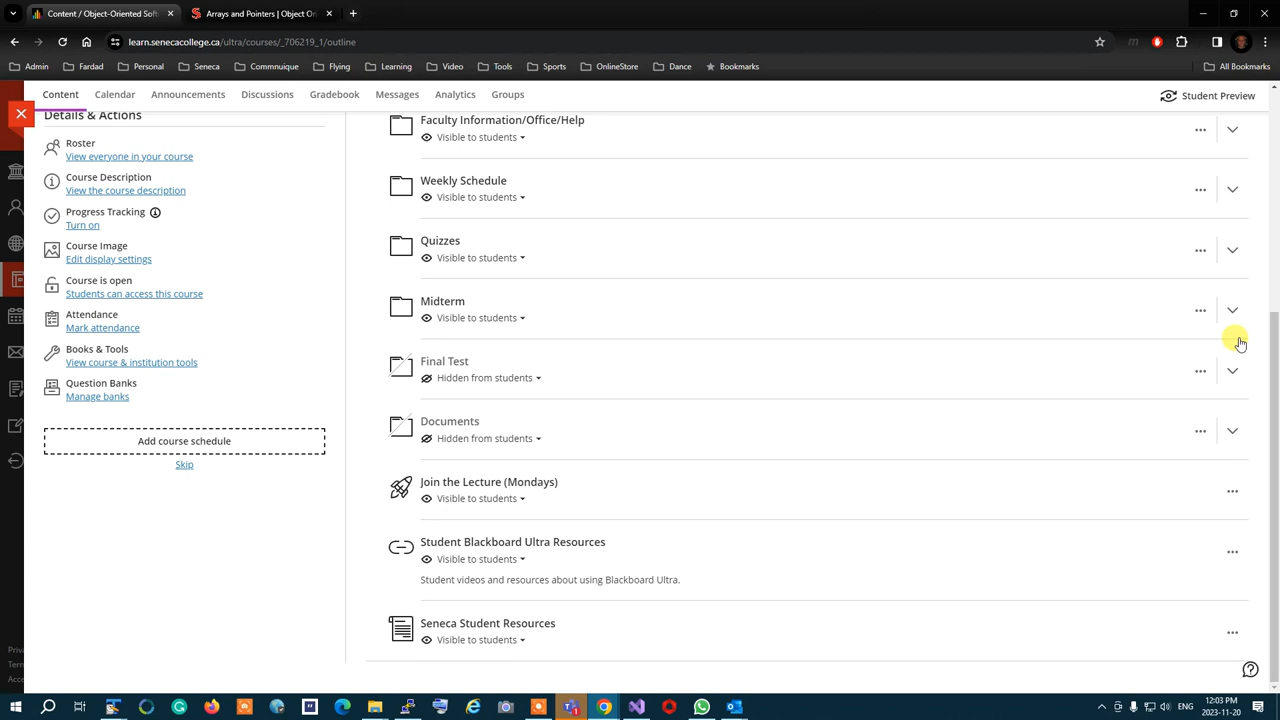 Content / Object-Oriented Soft
Arrays and Pointers | Object Ori
learn.senecacollege.ca/ultra/courses/_706219_1/outline
Admin
Fardad
Personal
Seneca
Commnuique
Flying
Learning
Video
Tools
Sports
OnlineStore
Dance
Bookmarks
All Bookmarks
Content
Calendar
Announcements
Discussions
Gradebook
Messages
Analytics
Groups
Student Preview
Details & Actions
Roster
View everyone in your course
Course Description
View the course description
Progress Tracking
Turn on
Course Image
Edit display settings
Course is open
Students can access this course
Attendance
Mark attendance
Books & Tools
View course & institution tools
Question Banks
Manage banks
Add course schedule
Skip
Faculty Information/Office/Help
Visible to students
Weekly Schedule
Visible to students
Quizzes
Visible to students
Midterm
Visible to students
Final Test
Hidden from students
Documents
Hidden from students
Join the Lecture (Mondays)
Visible to students
Student Blackboard Ultra Resources
Visible to students
Student videos and resources about using Blackboard Ultra.
Seneca Student Resources
Visible to students
Priv
Term
Acce
12:03 PM
2023-11-20